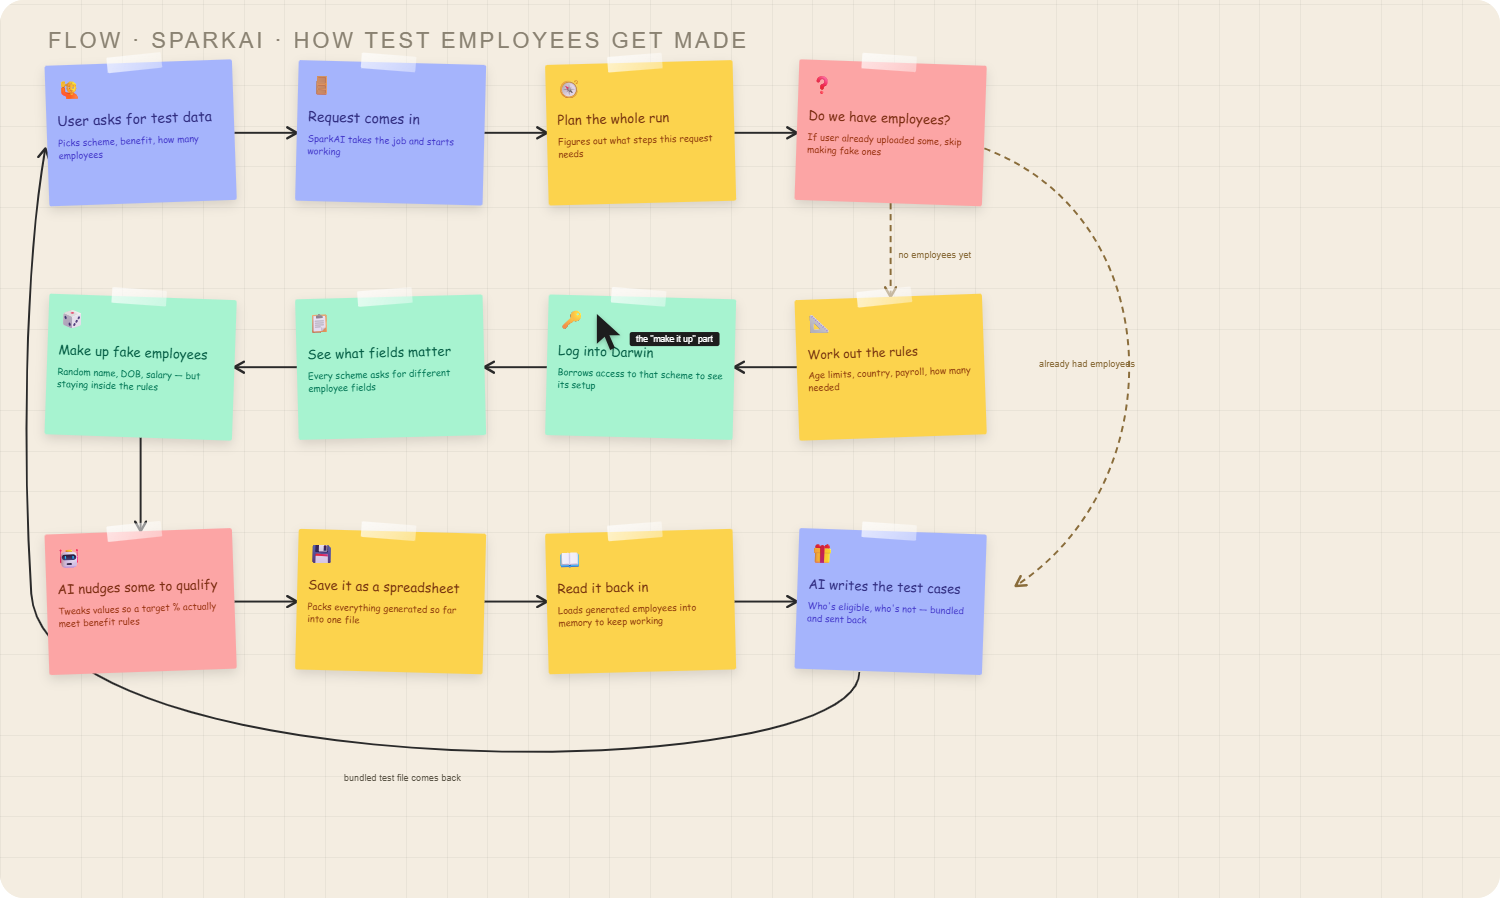 FLOW · SPARKAI · HOW TEST EMPLOYEES GET MADE
User asks for test data
Picks scheme, benefit, how many
employees
Request comes in
SparkAI takes the job and starts
working
Plan the whole run
Figures out what steps this request
needs
Do we have employees?
If user already uploaded some, skip
making fake ones
no employees yet
already had employees
Make up fake employees
Random name, DOB, salary -- but
staying inside the rules
See what fields matter
Every scheme asks for different
employee fields
the "make it up" part
Log into Darwin
Borrows access to that scheme to see
its setup
Work out the rules
Age limits, country, payroll, how many
needed
AI nudges some to qualify
Tweaks values so a target % actually
meet benefit rules
Save it as a spreadsheet
Packs everything generated so far
into one file
Read it back in
Loads generated employees into
memory to keep working
AI writes the test cases
Who's eligible, who's not -- bundled
and sent back
bundled test file comes back